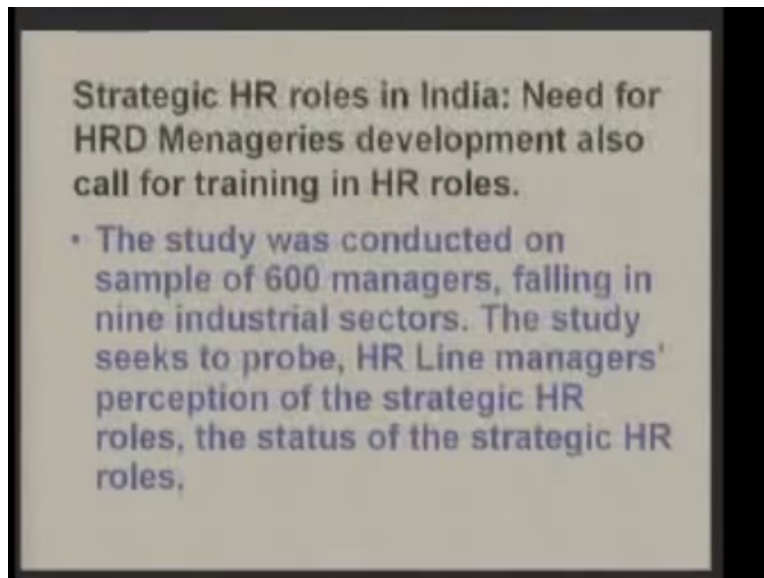 Strategic HR roles in India: Need for
HRD Menageries development also
call for training in HR roles.
• The study was conducted on
sample of 600 managers, falling in
nine industrial sectors. The study
seeks to probe, HR Line managers'
perception of the strategic HR
roles, the status of the strategic HR
roles.